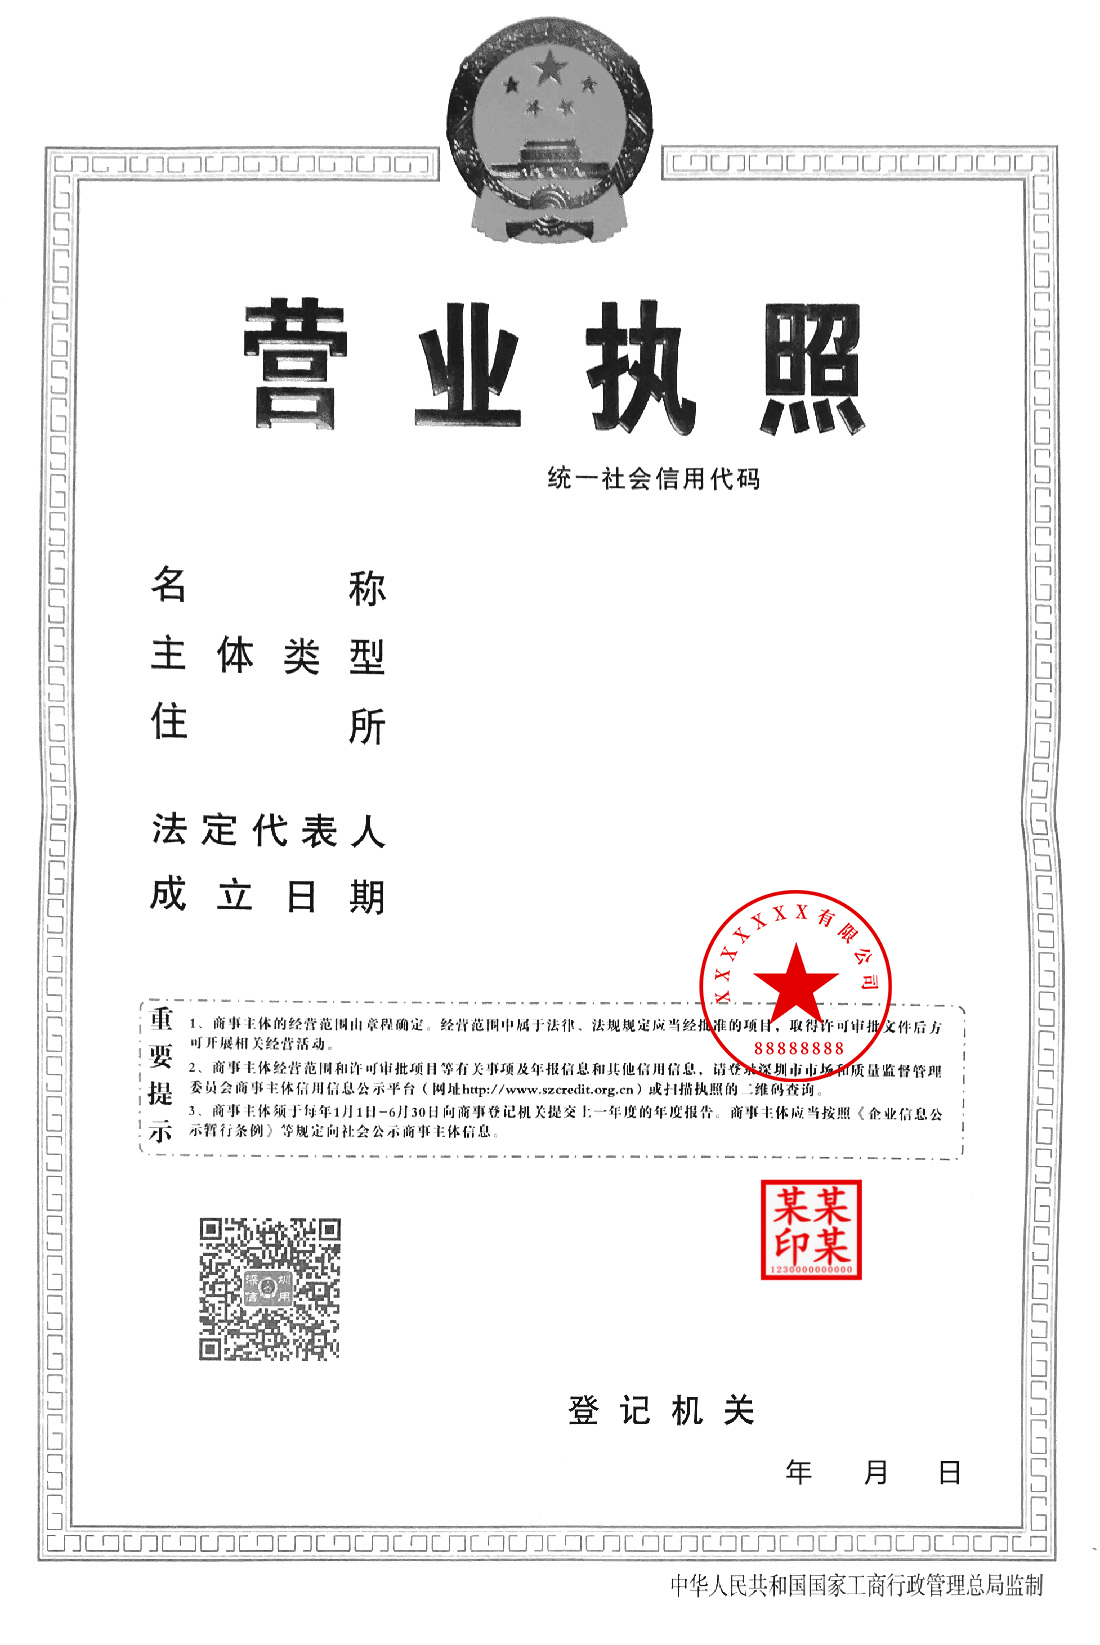 营业执照
统一社会信用代码
名称
主体类型
住所
法定代表人
成立日期
XXXXXXXX有限公司
88888888
重要提示
1、商事主体的经营范围由章程确定。经营范围中属于法律、法规规定应当经批准的项目，取得许可审批文件后方
可开展相关经营活动。
2、商事主体经营范围和许可审批项目等有关事项及年报信息和其他信用信息，请登录深圳市市场和质量监督管理
委员会商事主体信用信息公示平台（网址http://www.szcredit.org.cn）或扫描执照的二维码查询。
3、商事主体须于每年1月1日-6月30日向商事登记机关提交上一年度的年度报告。商事主体应当按照《企业信息公
示暂行条例》等规定向社会公示商事主体信息。
某某
印某
1230000000000
深圳
信用
登记机关
年 月 日
中华人民共和国国家工商行政管理总局监制